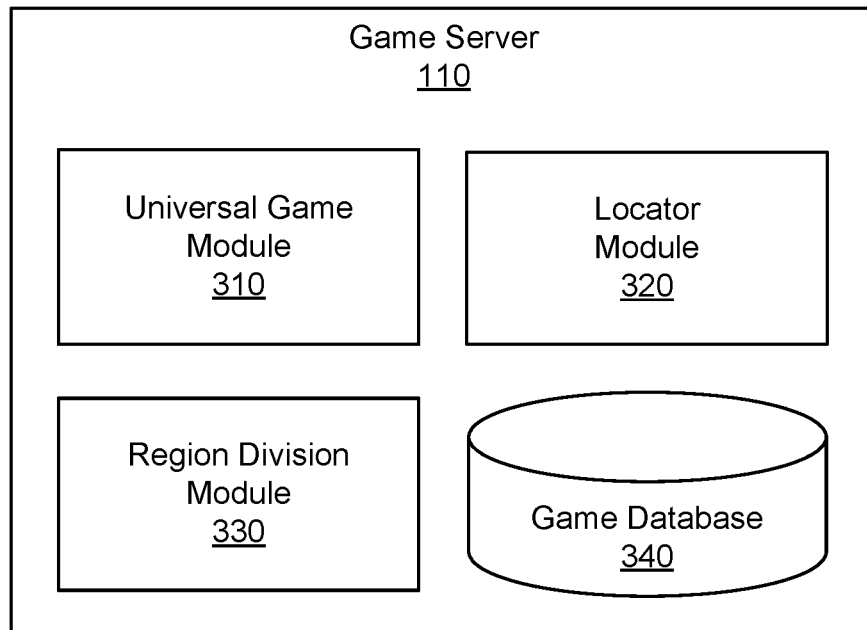 Game Server
110
Universal Game
Module
310
Locator
Module
320
Region Division
Module
330
Game Database
340